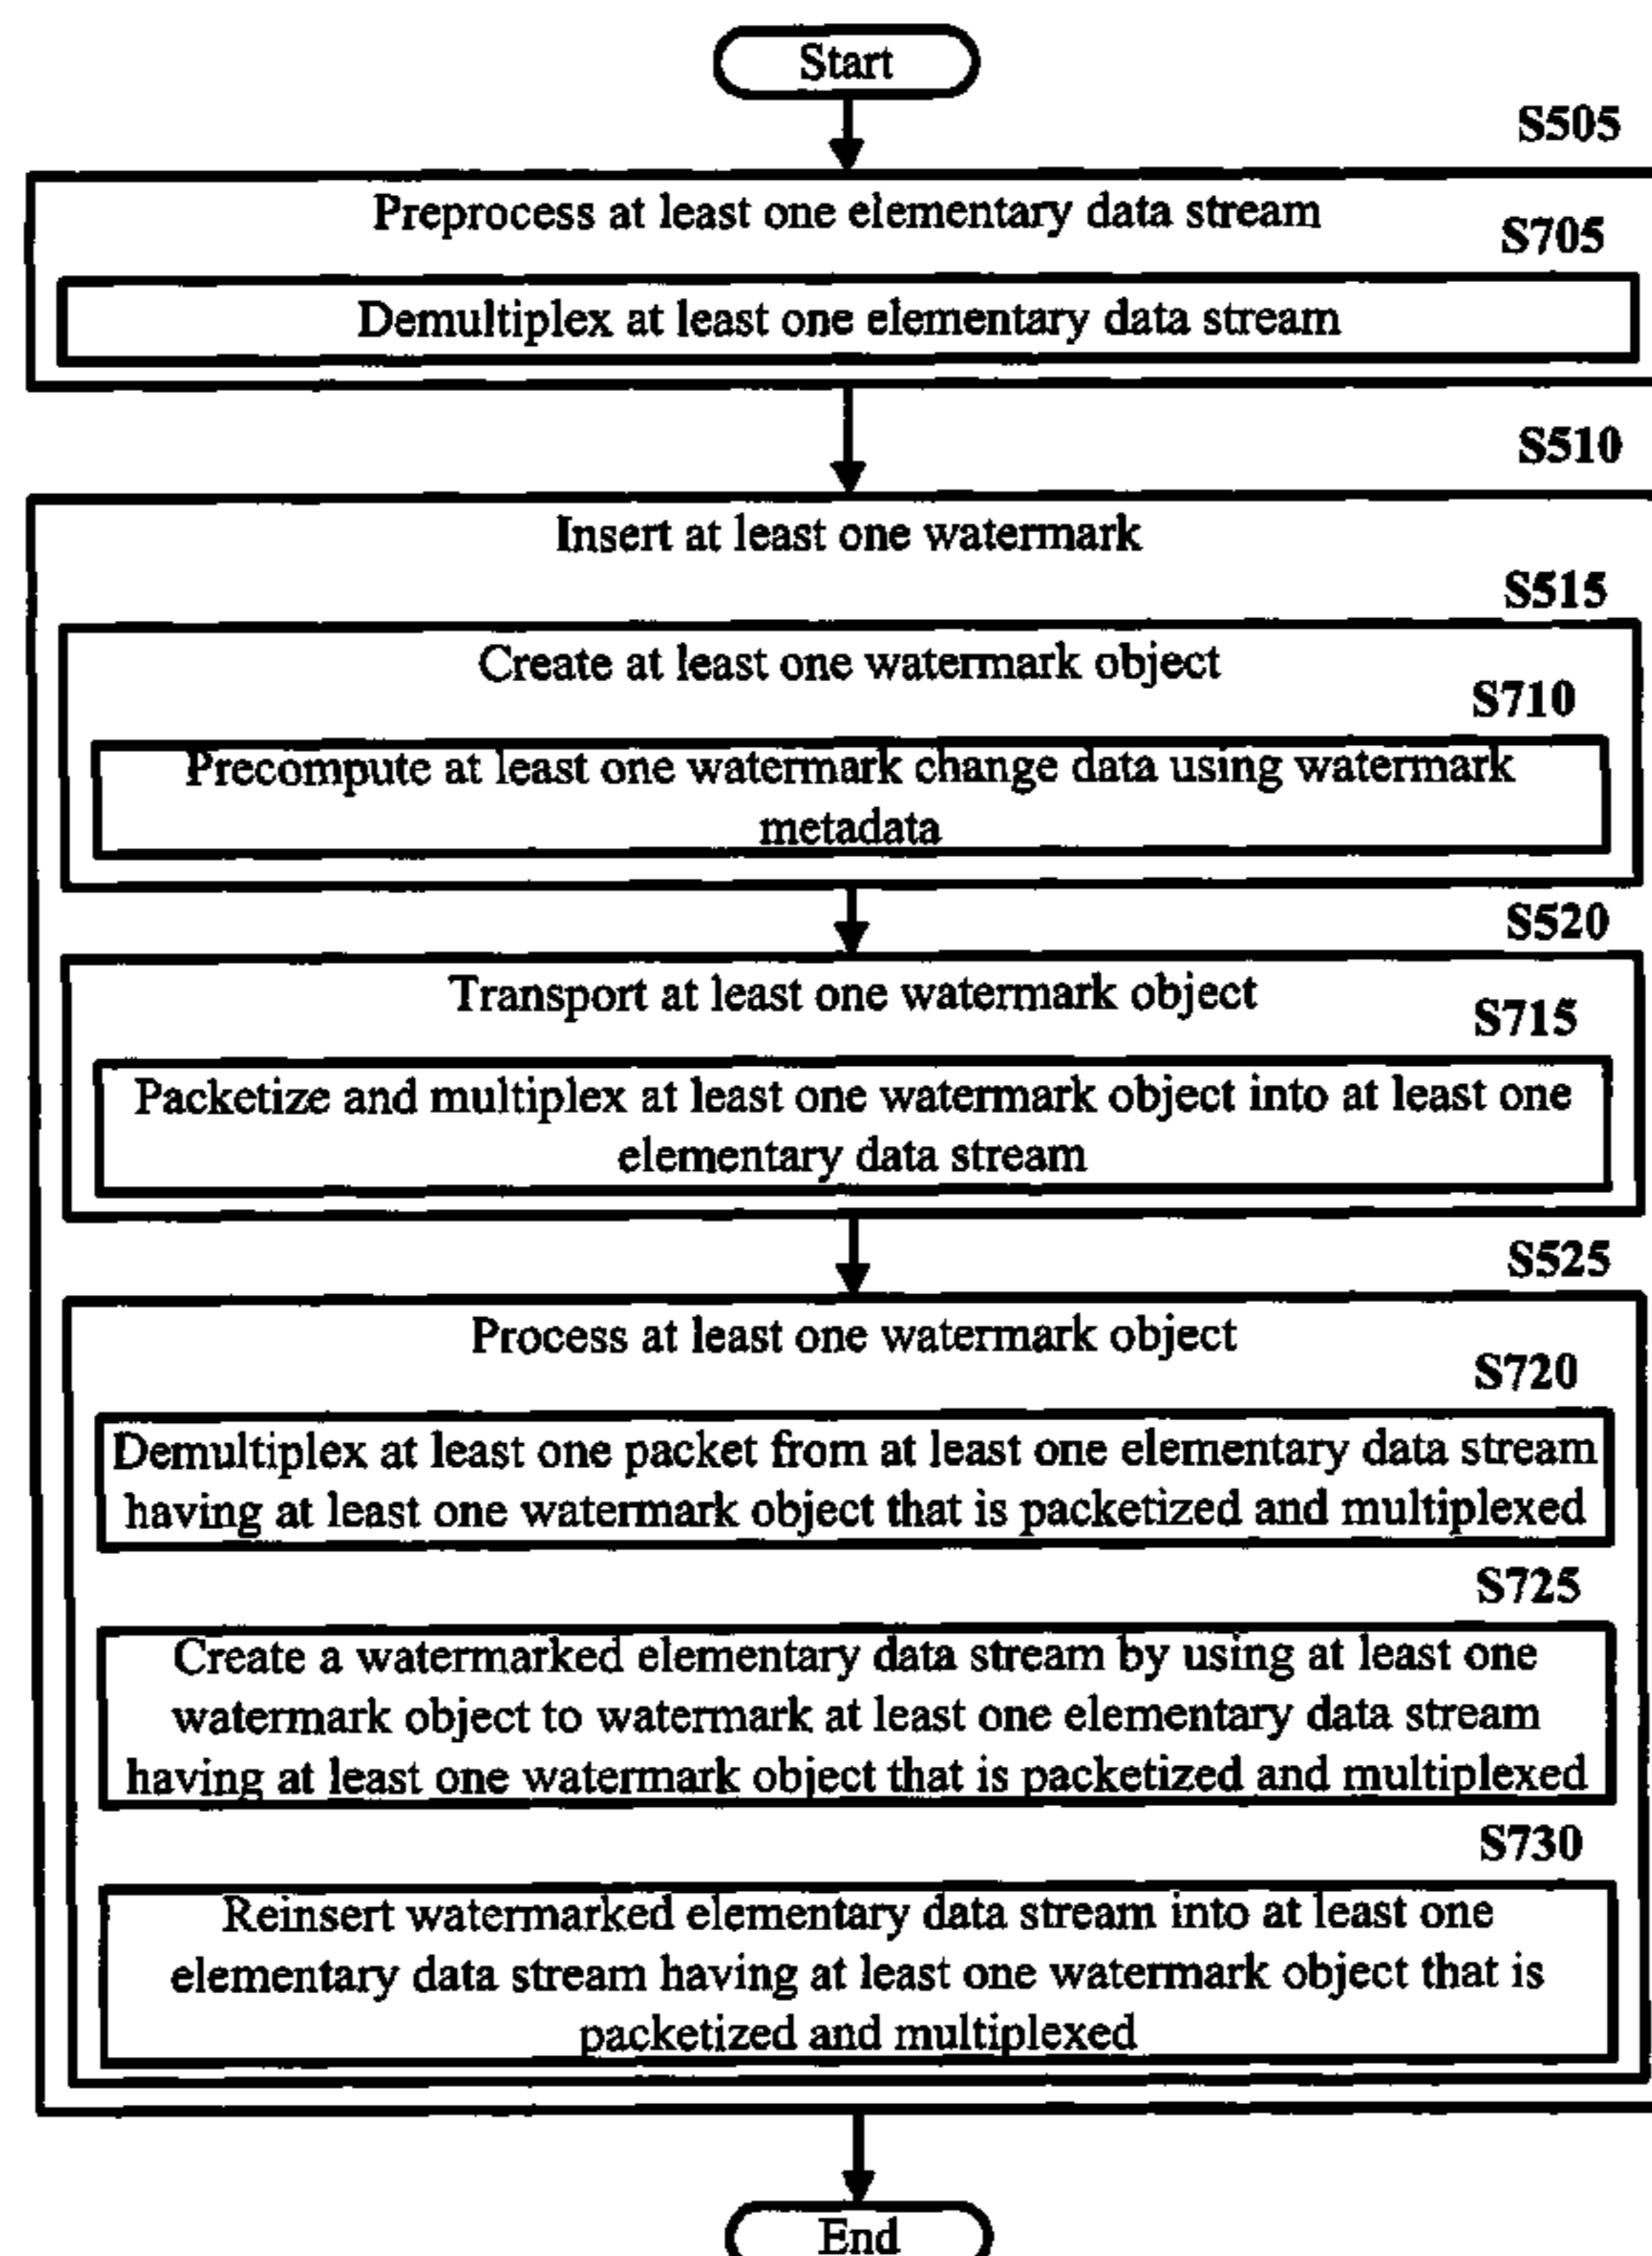 Start
S505
Preprocess at least one elementary data stream
S705
Demultiplex at least one elementary data stream
S510
Insert at least one watermark
S515
Create at least one watermark object
S710
Precompute at least one watermark change data using watermark
metadata
S520
Transport at least one watermark object
S715
Packetize and multiplex at least one watermark object into at least one
elementary data stream
S525
Process at least one watermark object
S720
Demultiplex at least one packet from at least one elementary data stream
having at least one watermark object that is packetized and multiplexed
S725
Create a watermarked elementary data stream by using at least one
watermark object to watermark at least one elementary data stream
having at least one watermark object that is packetized and multiplexed
S730
Reinsert watermarked elementary data stream into at least one
elementary data stream having at least one watermark object that is
packetized and multiplexed
End